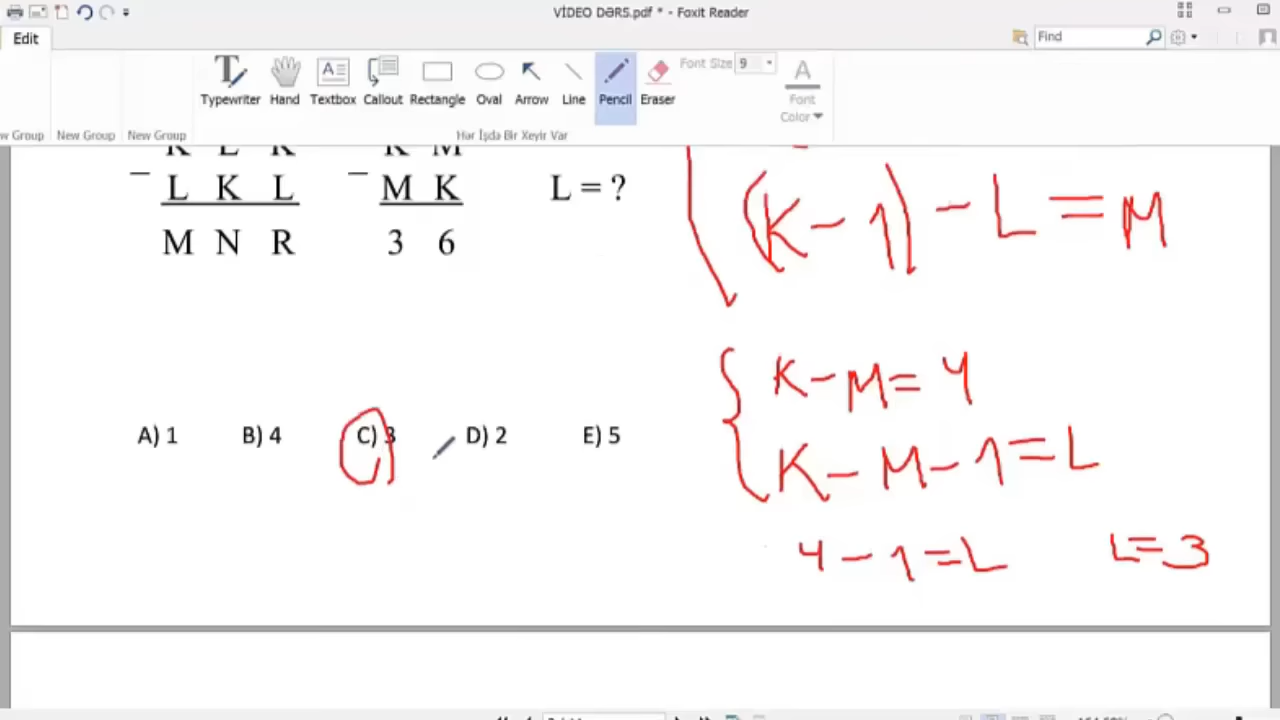 VİDEO DƏRS.pdf * - Foxit Reader
Edit
Find
Typewriter Hand Textbox Callout Rectangle Oval Arrow Line Pencil Eraser
Font Size 9
Font Color
New Group New Group
Hər İşdə Bir Xeyir Var
K L K K M
− L K L − M K L = ?
M N R 3 6
(K - 1) - L = M
K - M = 4
K - M - 1 = L
4 - 1 = L L = 3
A) 1 B) 4 C) 3 D) 2 E) 5